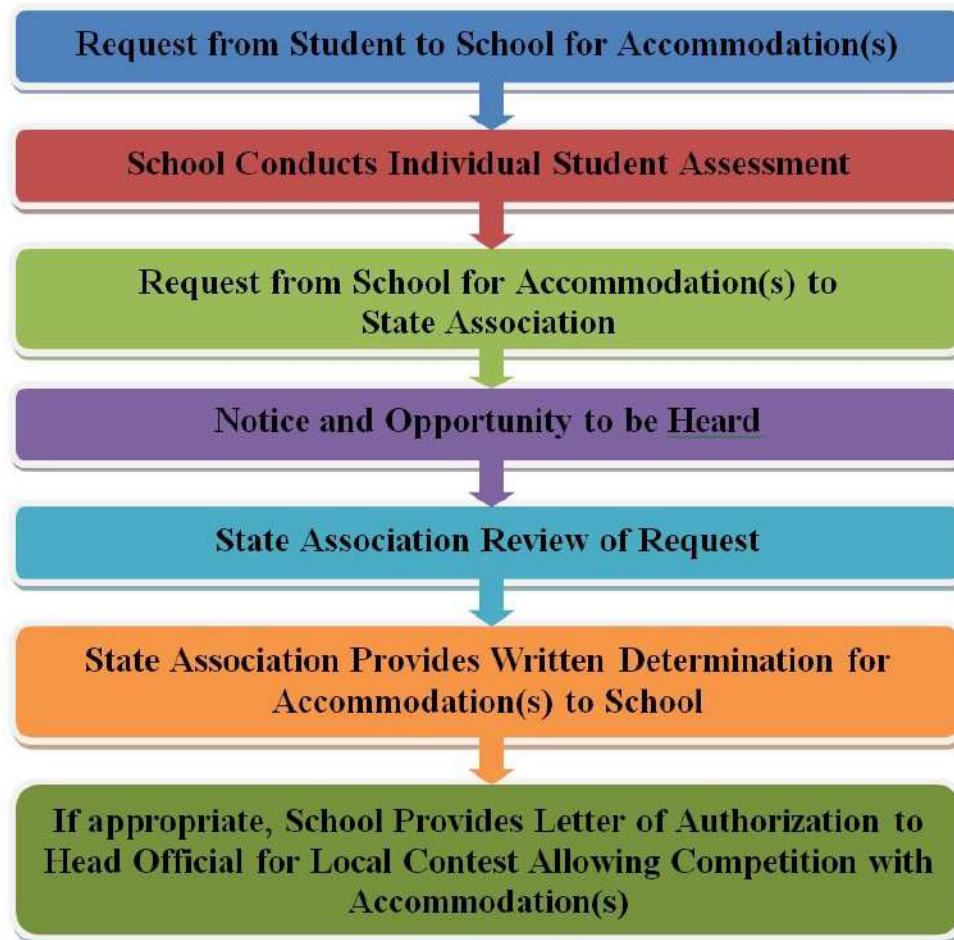 Request from Student to School for Accommodation(s)
School Conducts Individual Student Assessment
Request from School for Accommodation(s) to
State Association
Notice and Opportunity to be Heard
State Association Review of Request
State Association Provides Written Determination for
Accommodation(s) to School
If appropriate, School Provides Letter of Authorization to
Head Official for Local Contest Allowing Competition with
Accommodation(s)